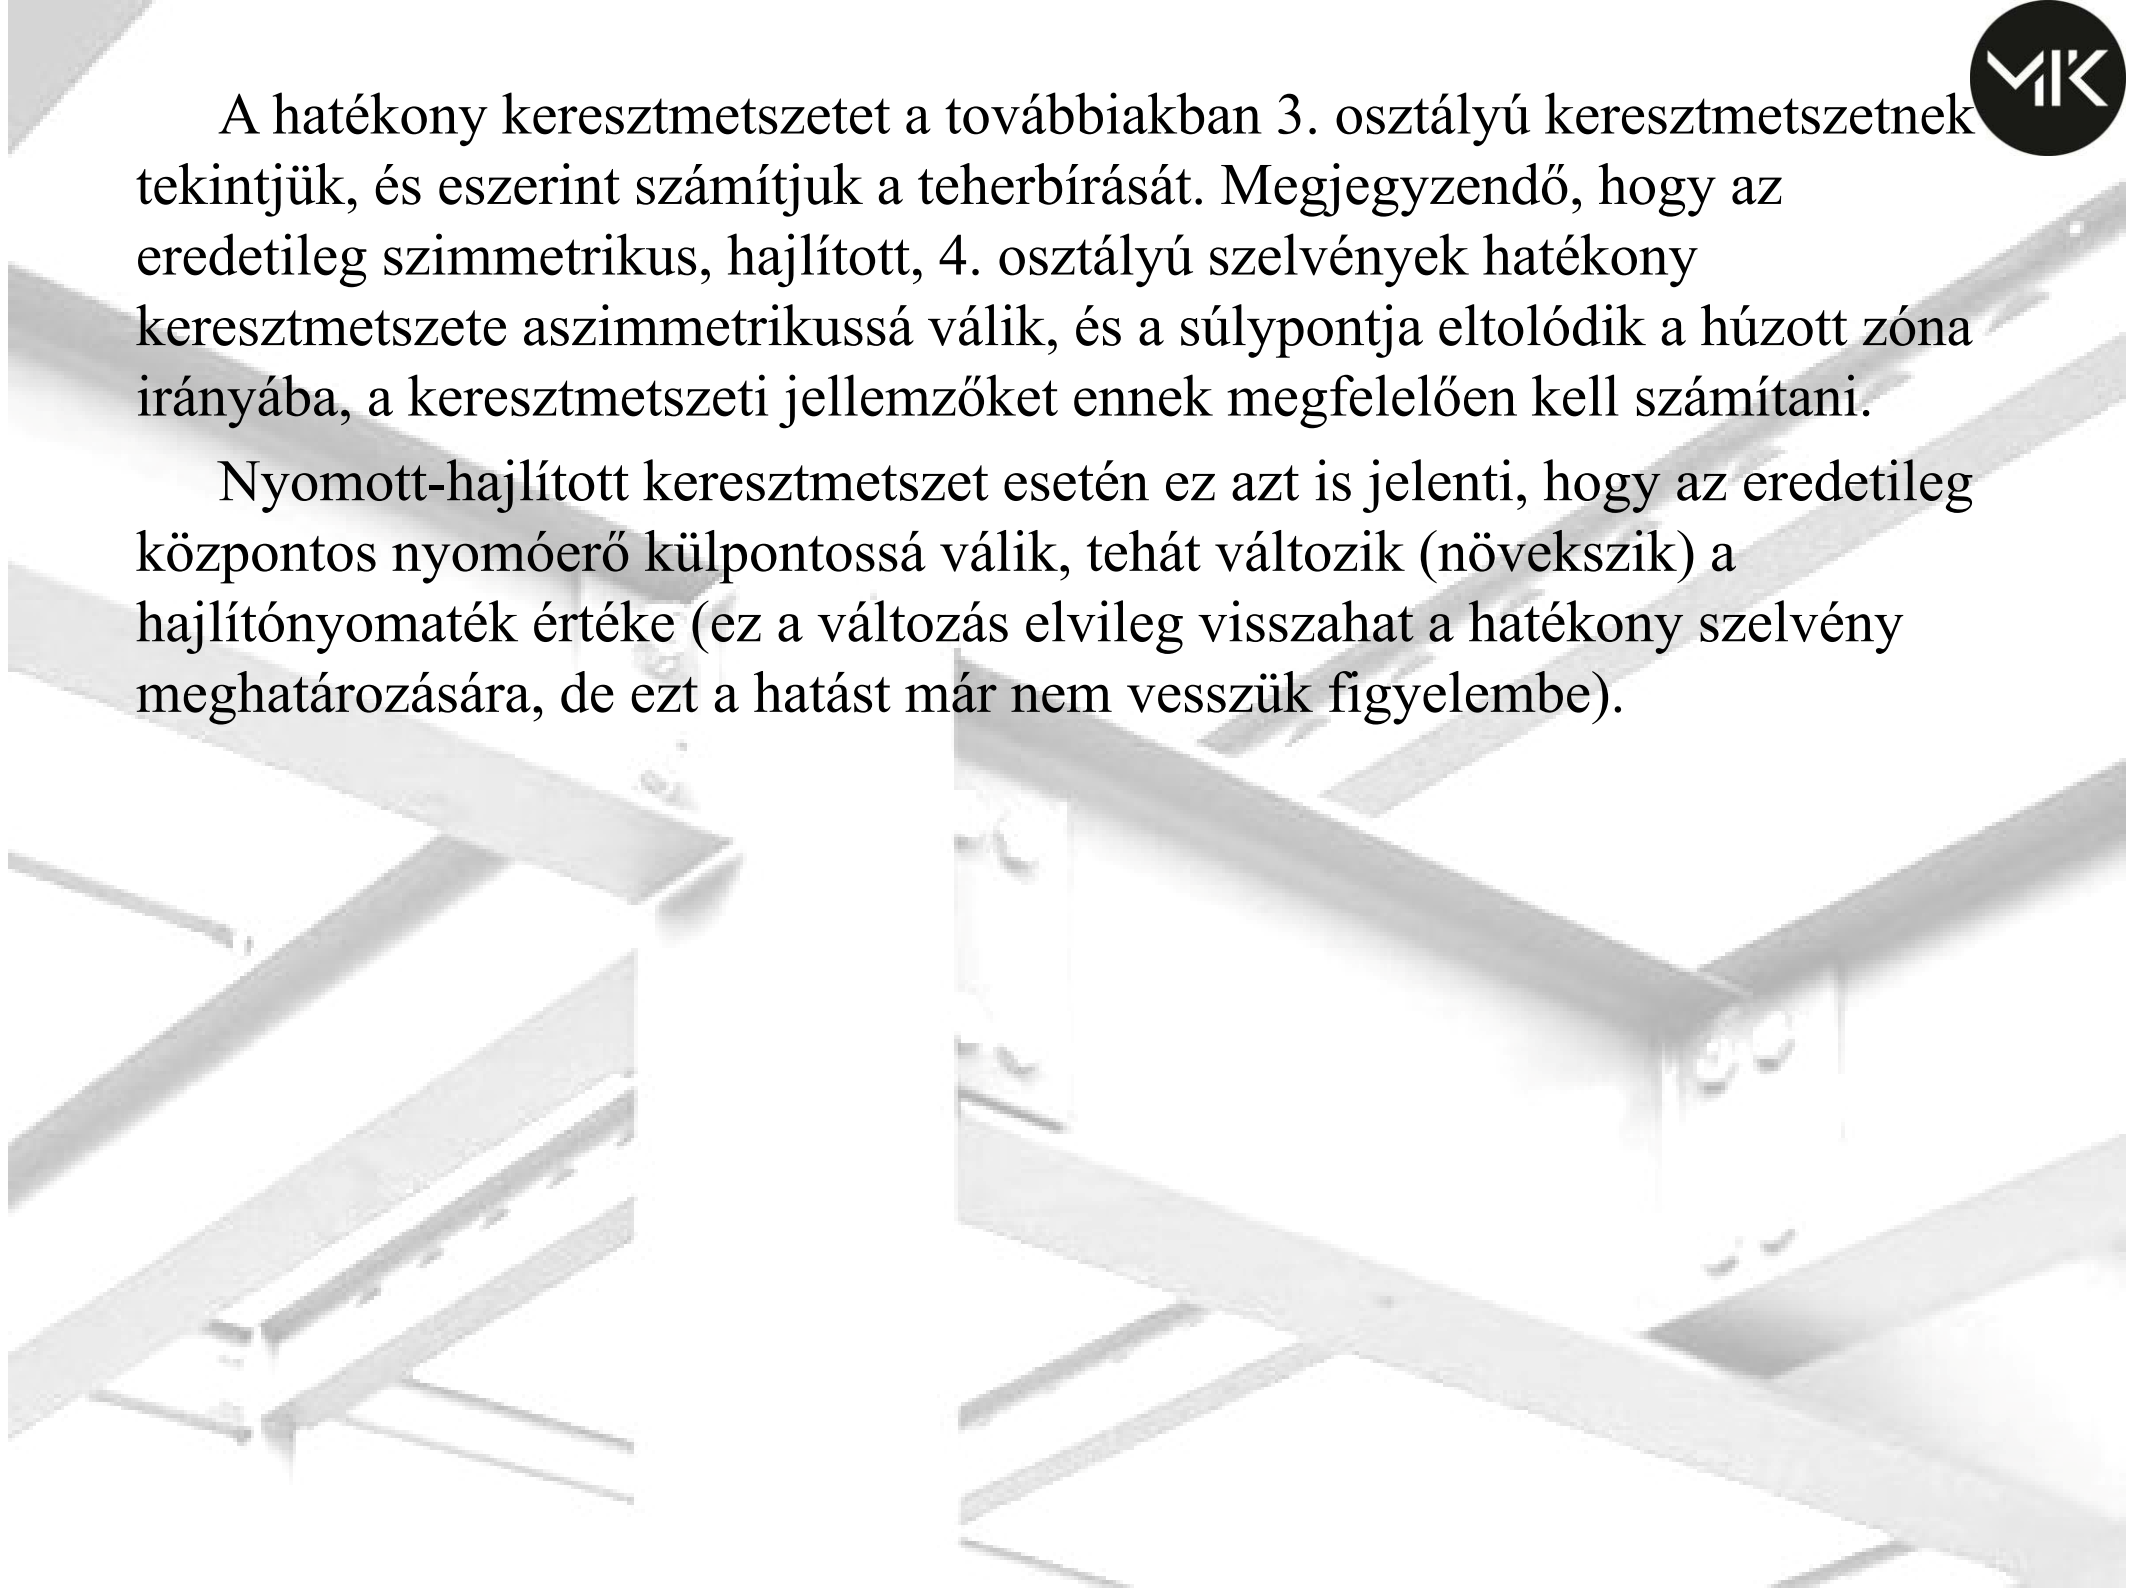 MK
A hatékony keresztmetszetet a továbbiakban 3. osztályú keresztmetszetnek
tekintjük, és eszerint számítjuk a teherbírását. Megjegyzendő, hogy az
eredetileg szimmetrikus, hajlított, 4. osztályú szelvények hatékony
keresztmetszete aszimmetrikussá válik, és a súlypontja eltolódik a húzott zóna
irányába, a keresztmetszeti jellemzőket ennek megfelelően kell számítani.
Nyomott-hajlított keresztmetszet esetén ez azt is jelenti, hogy az eredetileg
központos nyomóerő külpontossá válik, tehát változik (növekszik) a
hajlítónyomaték értéke (ez a változás elvileg visszahat a hatékony szelvény
meghatározására, de ezt a hatást már nem vesszük figyelembe).